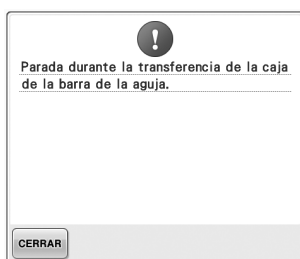 Parada durante la transferencia de la caja
de la barra de la aguja.
CERRAR